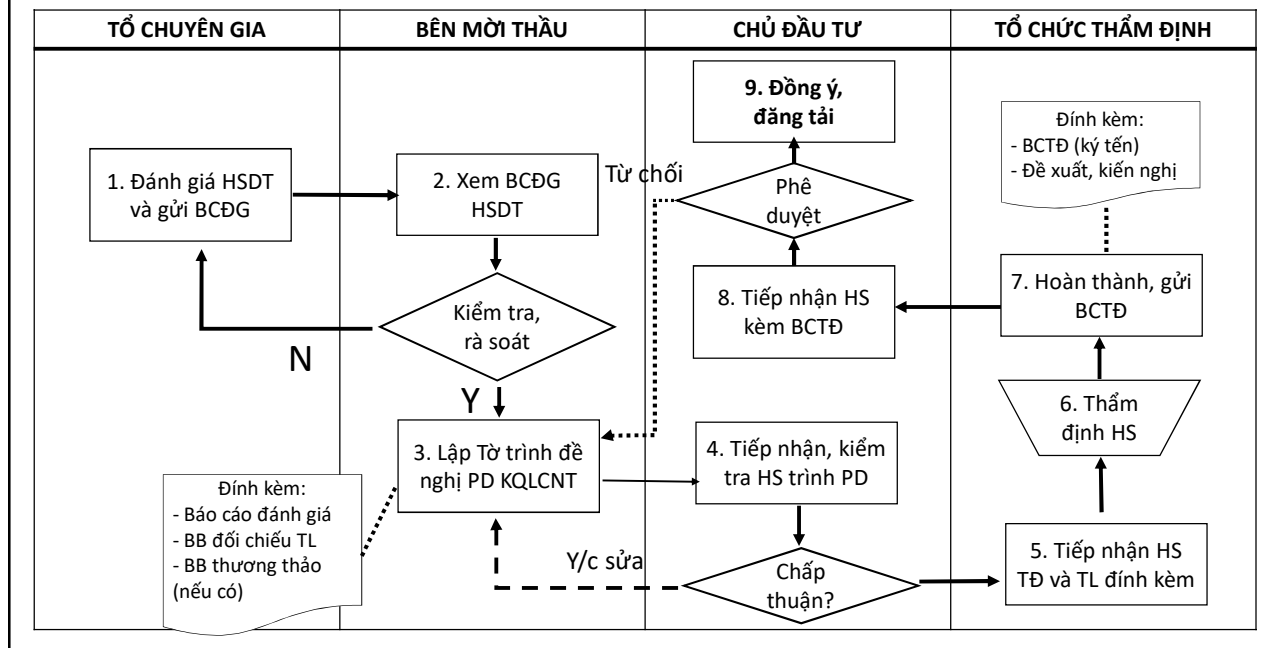 TỔ CHUYÊN GIA
BÊN MỜI THẦU
CHỦ ĐẦU TƯ
TỔ CHỨC THẨM ĐỊNH
1. Đánh giá HSDT
và gửi BCĐG
2. Xem BCĐG
HSDT
Kiểm tra,
rà soát
N
Y
3. Lập Tờ trình đề
nghị PD KQLCNT
Đính kèm:
- Báo cáo đánh giá
- BB đối chiếu TL
- BB thương thảo
(nếu có)
4. Tiếp nhận, kiểm
tra HS trình PD
Chấp
thuận?
Y/c sửa
5. Tiếp nhận HS
TĐ và TL đính kèm
6. Thẩm
định HS
7. Hoàn thành, gửi
BCTĐ
Đính kèm:
- BCTĐ (ký tến)
- Đề xuất, kiến nghị
8. Tiếp nhận HS
kèm BCTĐ
Phê
duyệt
Từ chối
9. Đồng ý,
đăng tải